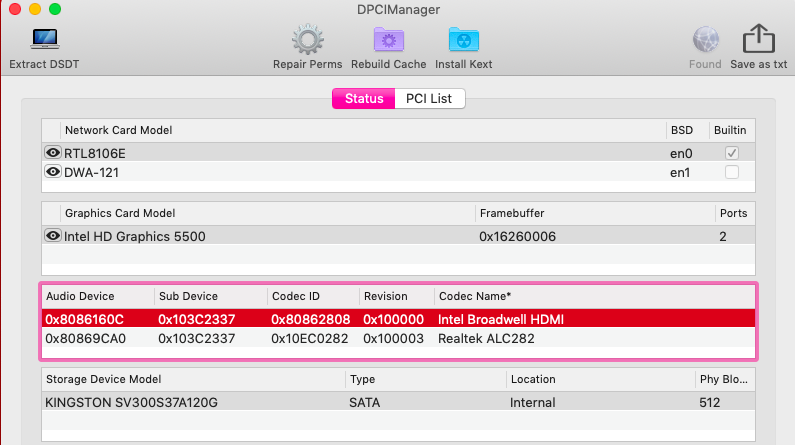 DPCIManager
Extract DSDT Repair Perms Rebuild Cache Install Kext Found Save as txt
Status PCI List
Network Card Model BSD Builtin
RTL8106E en0
DWA-121 en1
Graphics Card Model Framebuffer Ports
Intel HD Graphics 5500 0x16260006 2
Audio Device Sub Device Codec ID Revision Codec Name*
0x8086160C 0x103C2337 0x80862808 0x100000 Intel Broadwell HDMI
0x80869CA0 0x103C2337 0x10EC0282 0x100003 Realtek ALC282
Storage Device Model Type Location Phy Blo...
KINGSTON SV300S37A120G SATA Internal 512